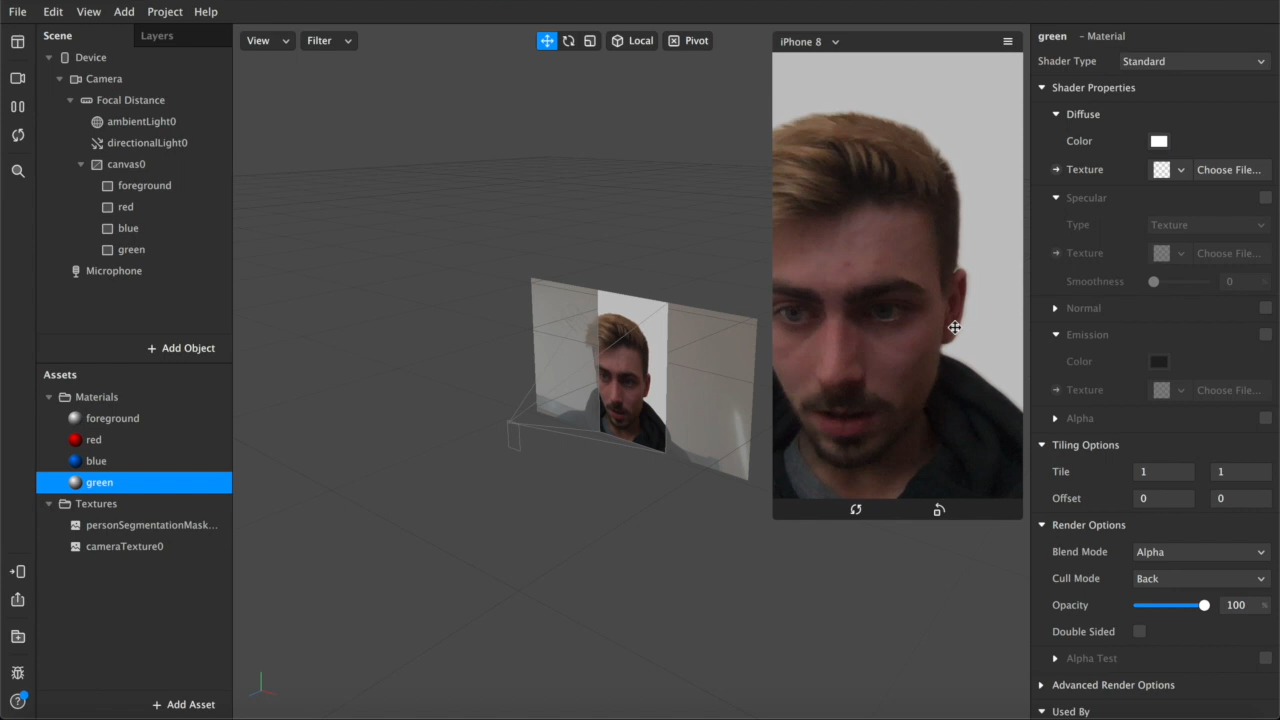 File Edit View Add Project Help
Scene Layers
Device
Camera
Focal Distance
ambientLight0
directionalLight0
canvas0
foreground
red
blue
green
Microphone
+ Add Object
Assets
Materials
foreground
red
blue
green
Textures
personSegmentationMask...
cameraTexture0
+ Add Asset
View Filter Local Pivot
iPhone 8
green - Material
Shader Type Standard
Shader Properties
Diffuse
Color
Texture Choose File...
Specular
Type Texture
Texture Choose File...
Smoothness 0 %
Normal
Emission
Color
Texture Choose File...
Alpha
Tiling Options
Tile 1 1
Offset 0 0
Render Options
Blend Mode Alpha
Cull Mode Back
Opacity 100 %
Double Sided
Alpha Test
Advanced Render Options
Used By